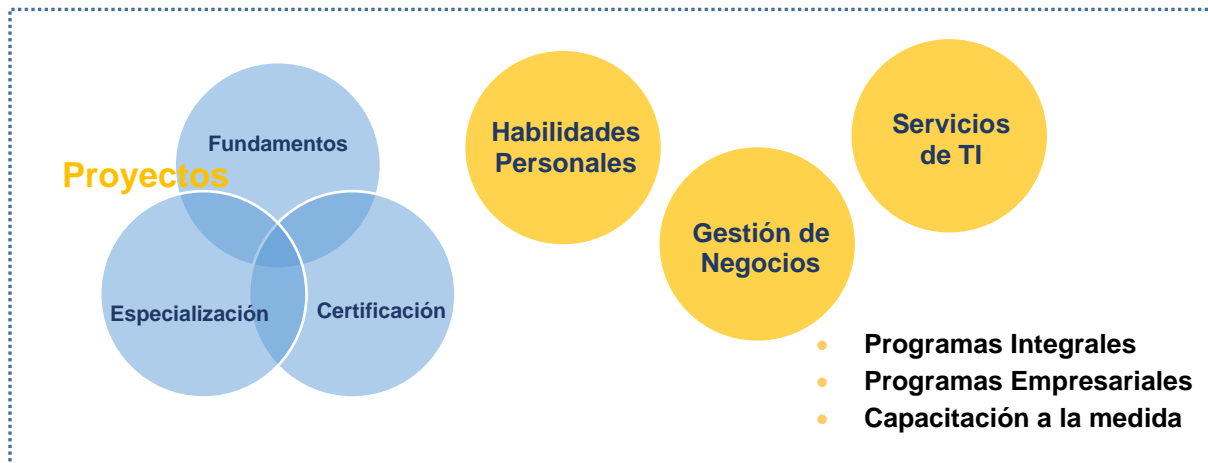 Proyectos
Fundamentos
Especialización
Certificación
Habilidades
Personales
Gestión de
Negocios
Servicios
de TI
• Programas Integrales
• Programas Empresariales
• Capacitación a la medida